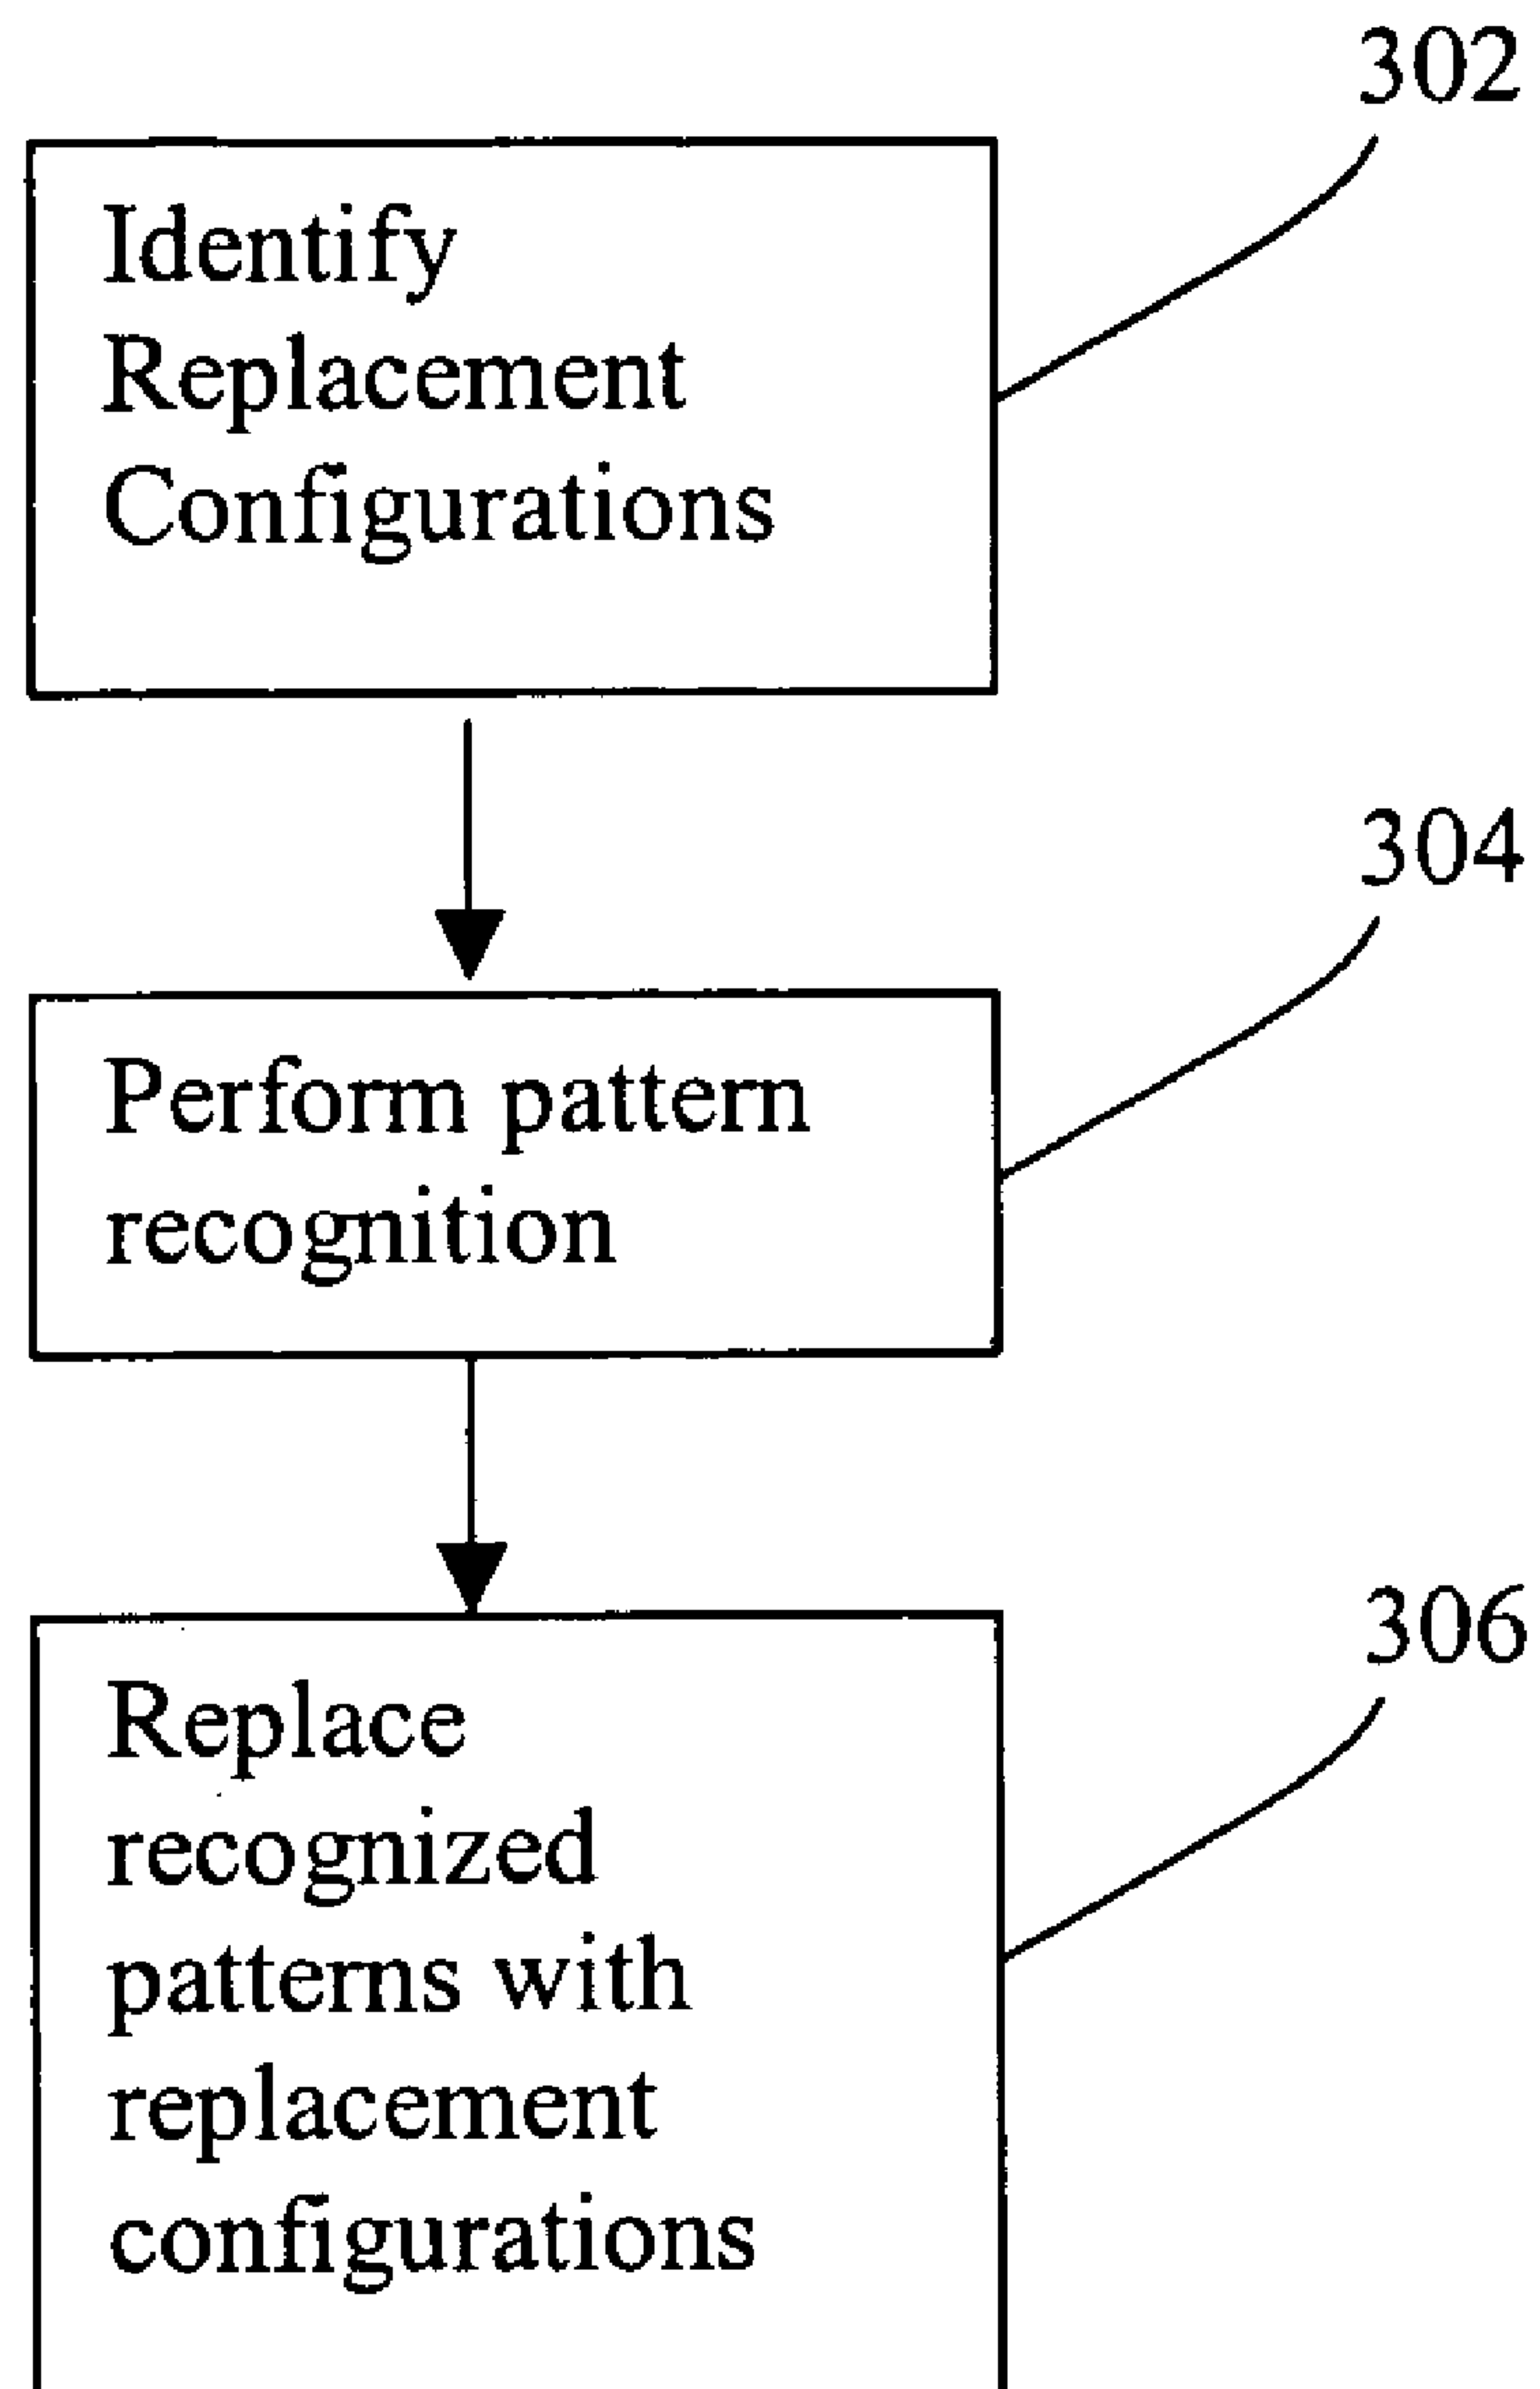 302
Identify
Replacement
Configurations
304
Perform pattern
recognition
306
Replace
recognized
patterns with
replacement
configurations